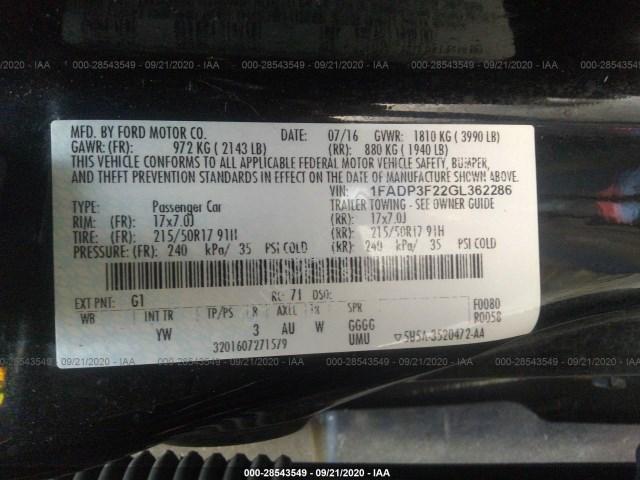 000-28543549 - 09/21/2020 - IAA
MFD. BY FORD MOTOR CO. DATE: 07/16 GVWR: 1810 KG ( 3990 LB)
GAWR: (FR): 972 KG ( 2143 LB) (RR): 880 KG ( 1940 LB)
THIS VEHICLE CONFORMS TO ALL APPLICABLE FEDERAL MOTOR VEHICLE SAFETY, BUMPER,
AND THEFT PREVENTION STANDARDS IN EFFECT ON THE DATE OF MANUFACTURE SHOWN ABOVE.
VIN: 1FADP3F22GL362286
TYPE: Passenger Car TRAILER TOWING - SEE OWNER GUIDE
RIM: (FR): 17x7.0J (RR): 17x7.0J
TIRE: (FR): 215/50R17 91H (RR): 215/50R17 91H
PRESSURE: (FR): 240 kPa/ 35 PSI COLD (RR): 240 kPa/ 35 PSI COLD
EXT PNT: G1 RC: 71 DSO: F0080
WB INT TR TP/PS R AXLE TR SPR R0058
YW 3 AU W GGGG
3201607271579 UMU
000-28543549 - 09/21/2020 - IAA